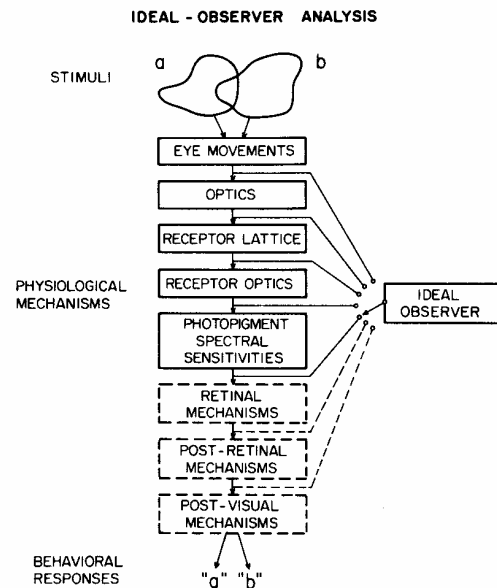 IDEAL - OBSERVER ANALYSIS
a
b
STIMULI
EYE MOVEMENTS
OPTICS
RECEPTOR LATTICE
RECEPTOR OPTICS
PHYSIOLOGICAL
MECHANISMS
IDEAL
OBSERVER
PHOTOPIGMENT
SPECTRAL
SENSITIVITIES
RETINAL
MECHANISMS
POST-RETINAL
MECHANISMS
POST-VISUAL
MECHANISMS
BEHAVIORAL
RESPONSES
"a" "b"